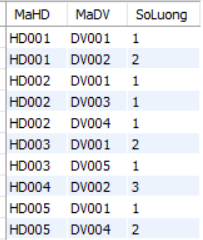 MaHD MaDV SoLuong
HD001 DV001 1
HD001 DV002 2
HD002 DV001 1
HD002 DV003 1
HD002 DV004 1
HD003 DV001 2
HD003 DV005 1
HD004 DV002 3
HD005 DV001 1
HD005 DV004 2